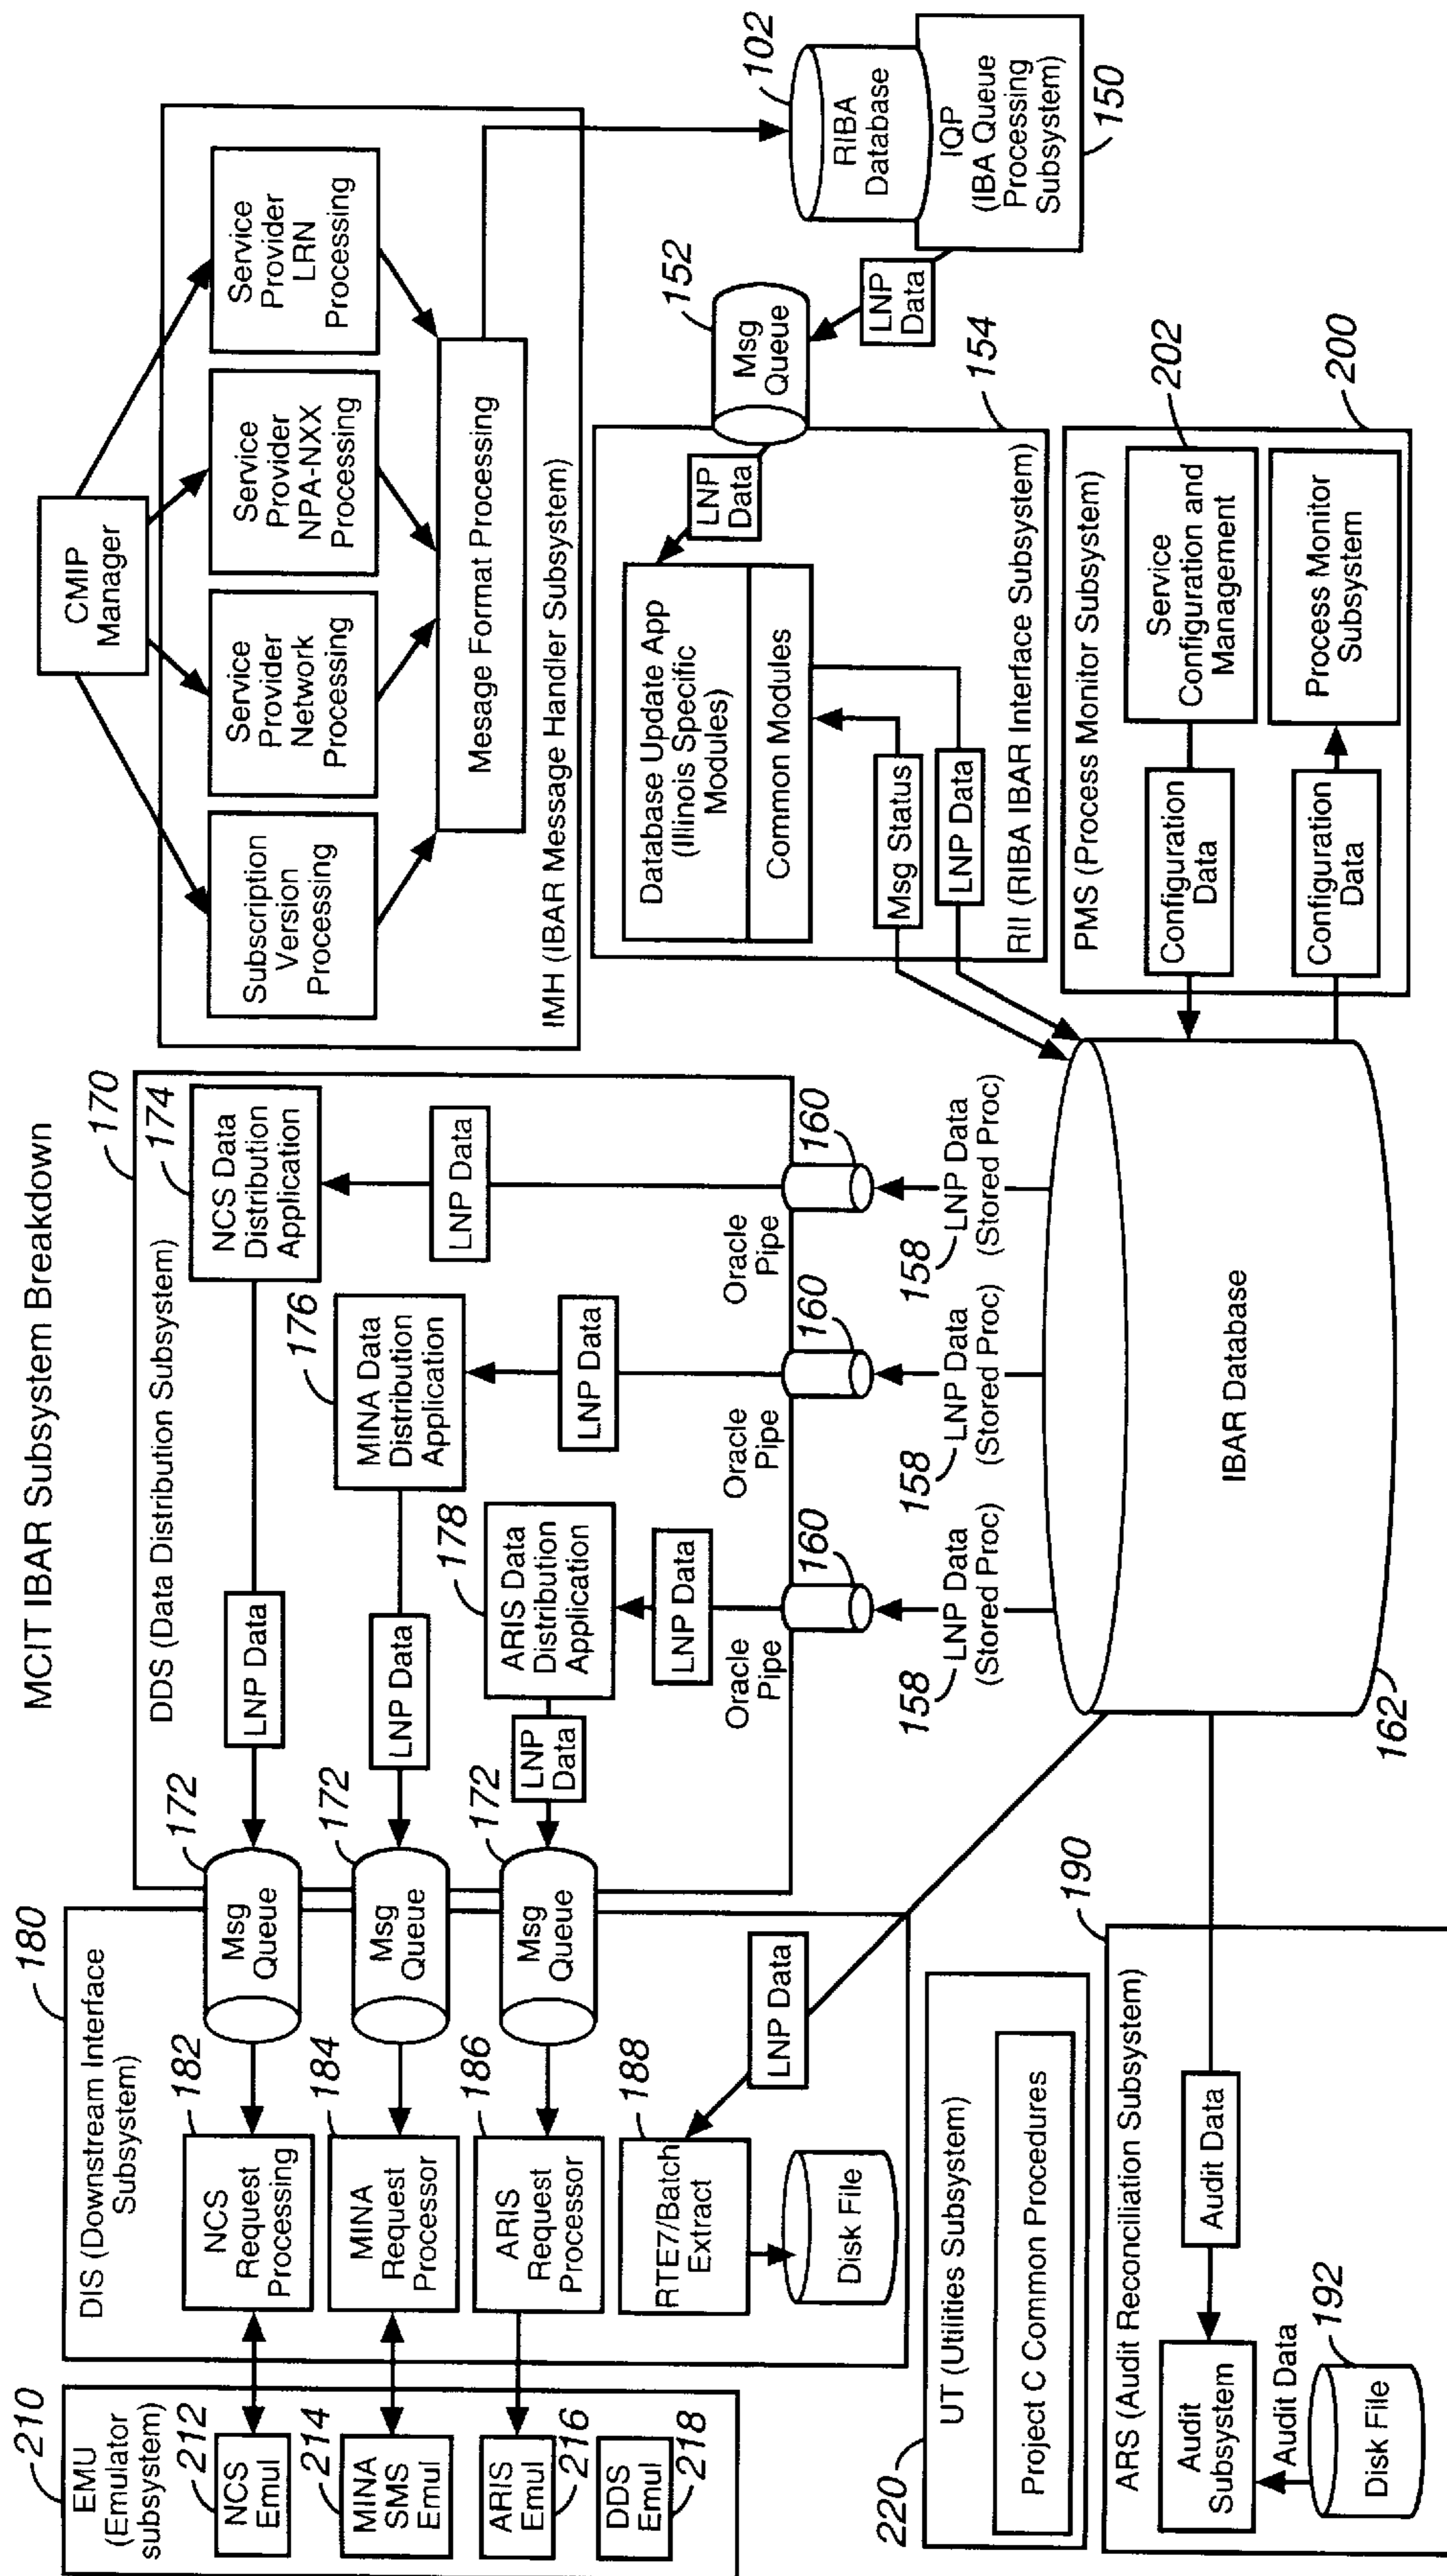 MCIT IBAR Subsystem Breakdown
210
EMU
(Emulator
subsystem)
212
NCS
Emul
214
MINA
SMS
Emul
ARIS
Emul
216
DDS
Emul
218
180
DIS (Downstream Interface
Subsystem)
182
NCS
Request
Processing
184
MINA
Request
Processor
186
ARIS
Request
Processor
188
RTE7/Batch
Extract
Disk File
LNP Data
172
Msg
Queue
172
Msg
Queue
172
Msg
Queue
170
DDS (Data Distribution Subsystem)
174
NCS Data
Distribution
Application
LNP Data
LNP Data
176
MINA Data
Distribution
Application
LNP Data
LNP Data
178
ARIS Data
Distribution
Application
LNP
Data
LNP Data
Oracle
Pipe
160
Oracle
Pipe
160
Oracle
Pipe
160
158
LNP Data
(Stored Proc)
158
LNP Data
(Stored Proc)
158
LNP Data
(Stored Proc)
IBAR Database
162
220
UT (Utilities Subsystem)
Project C Common Procedures
190
ARS (Audit Reconciliation Subsystem)
Audit
Subsystem
Audit Data
Audit Data
192
Disk File
CMIP
Manager
Subscription
Version
Processing
Service
Provider
Network
Processing
Service
Provider
NPA-NXX
Processing
Service
Provider
LRN
Processing
Message Format Processing
IMH (IBAR Message Handler Subsystem)
102
RIBA
Database
IQP
(IBA Queue
Processing
Subsystem)
150
LNP
Data
152
Msg
Queue
154
LNP
Data
Database Update App
(Illinois Specific
Modules)
Common Modules
Msg Status
LNP Data
RII (RIBA IBAR Interface Subsystem)
PMS (Process Monitor Subsystem)
202
Service
Configuration and
Management
Configuration
Data
200
Process Monitor
Subsystem
Configuration
Data